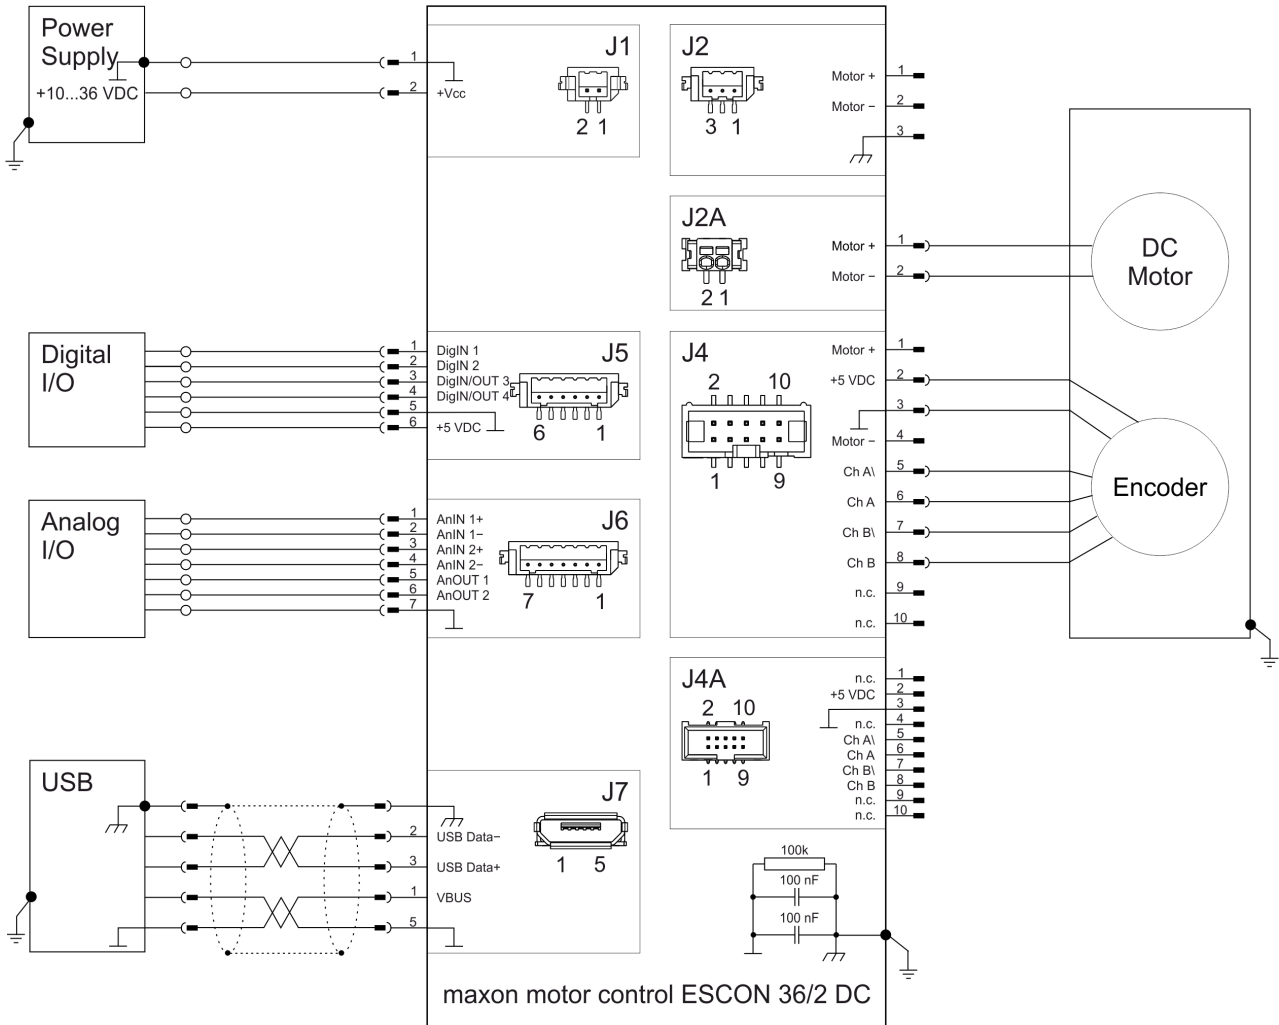 Power
Supply
+10...36 VDC
1
2
+Vcc
J1
2 1
J2
3 1
Motor +
1
Motor −
2
3
J2A
2 1
Motor +
1
Motor −
2
DC
Motor
Digital
I/O
1
DigIN 1
2
DigIN 2
3
DigIN/OUT 3
4
DigIN/OUT 4
5
6
+5 VDC
J5
6 1
J4
2 10
1 9
Motor +
1
+5 VDC
2
3
Motor −
4
Ch A\
5
Ch A
6
Ch B\
7
Ch B
8
n.c.
9
n.c.
10
Encoder
Analog
I/O
1
AnIN 1+
2
AnIN 1−
3
AnIN 2+
4
AnIN 2−
5
AnOUT 1
6
AnOUT 2
7
J6
7 1
J4A
2 10
1 9
n.c.
1
+5 VDC
2
3
n.c.
4
Ch A\
5
Ch A
6
Ch B\
7
Ch B
8
n.c.
9
n.c.
10
USB
2
USB Data−
3
USB Data+
1
VBUS
5
J7
1 5
100k
100 nF
100 nF
maxon motor control ESCON 36/2 DC